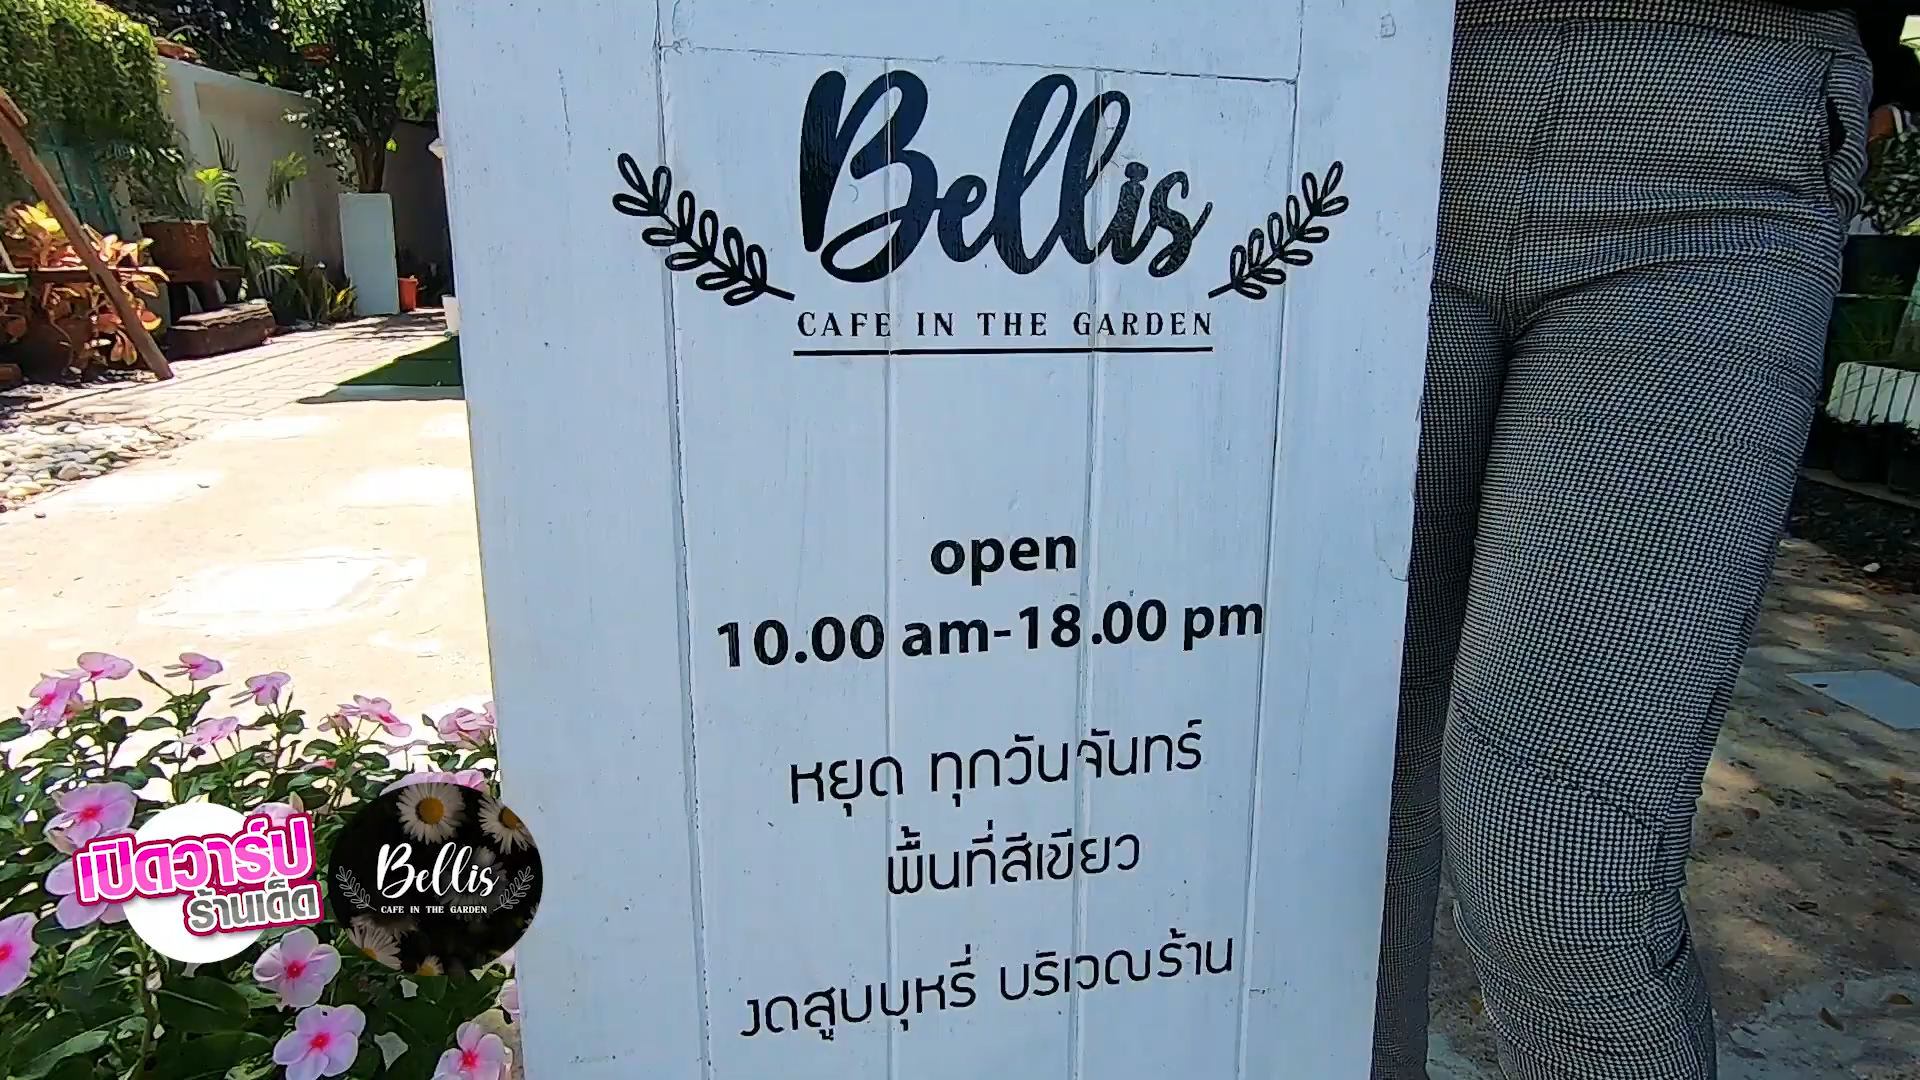 Bellis
CAFE IN THE GARDEN
open
10.00 am-18.00 pm
หยุด ทุกวันจันทร์
พื้นที่สีเขียว
งดสูบบุหรี่ บริเวณร้าน
เปิดวาร์ป
ร้านเด็ด
Bellis
CAFE IN THE GARDEN